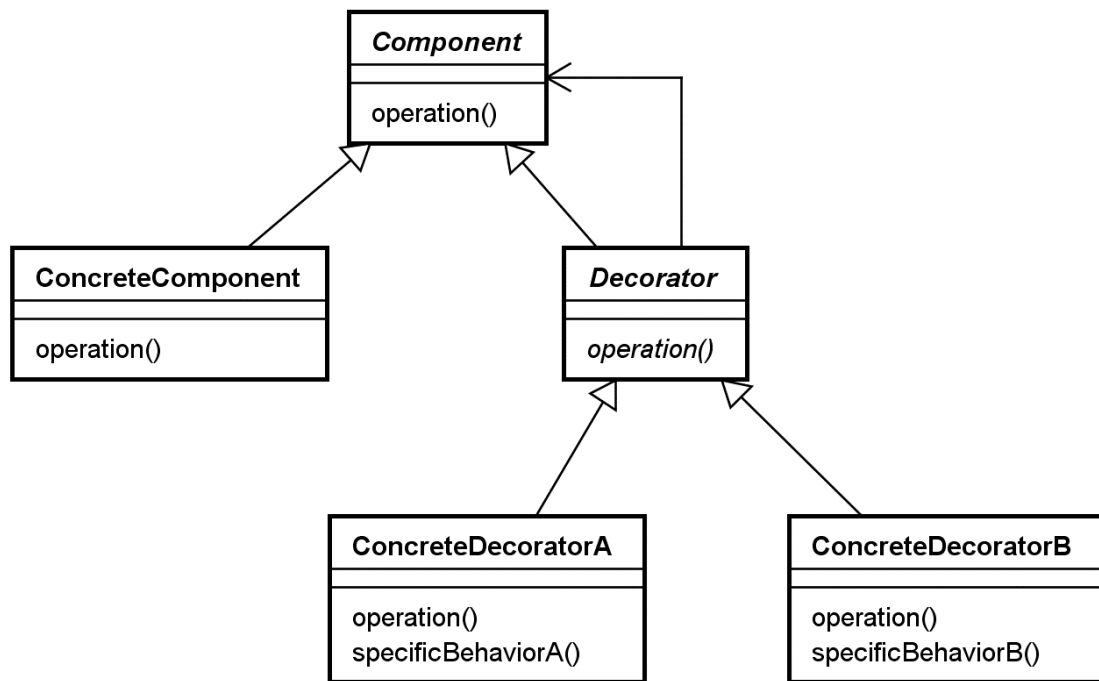 Component
operation()
ConcreteComponent
operation()
Decorator
operation()
ConcreteDecoratorA
operation()
specificBehaviorA()
ConcreteDecoratorB
operation()
specificBehaviorB()